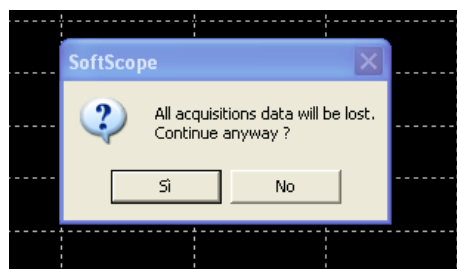 SoftScope
All acquisitions data will be lost.
Continue anyway ?
Sì
No